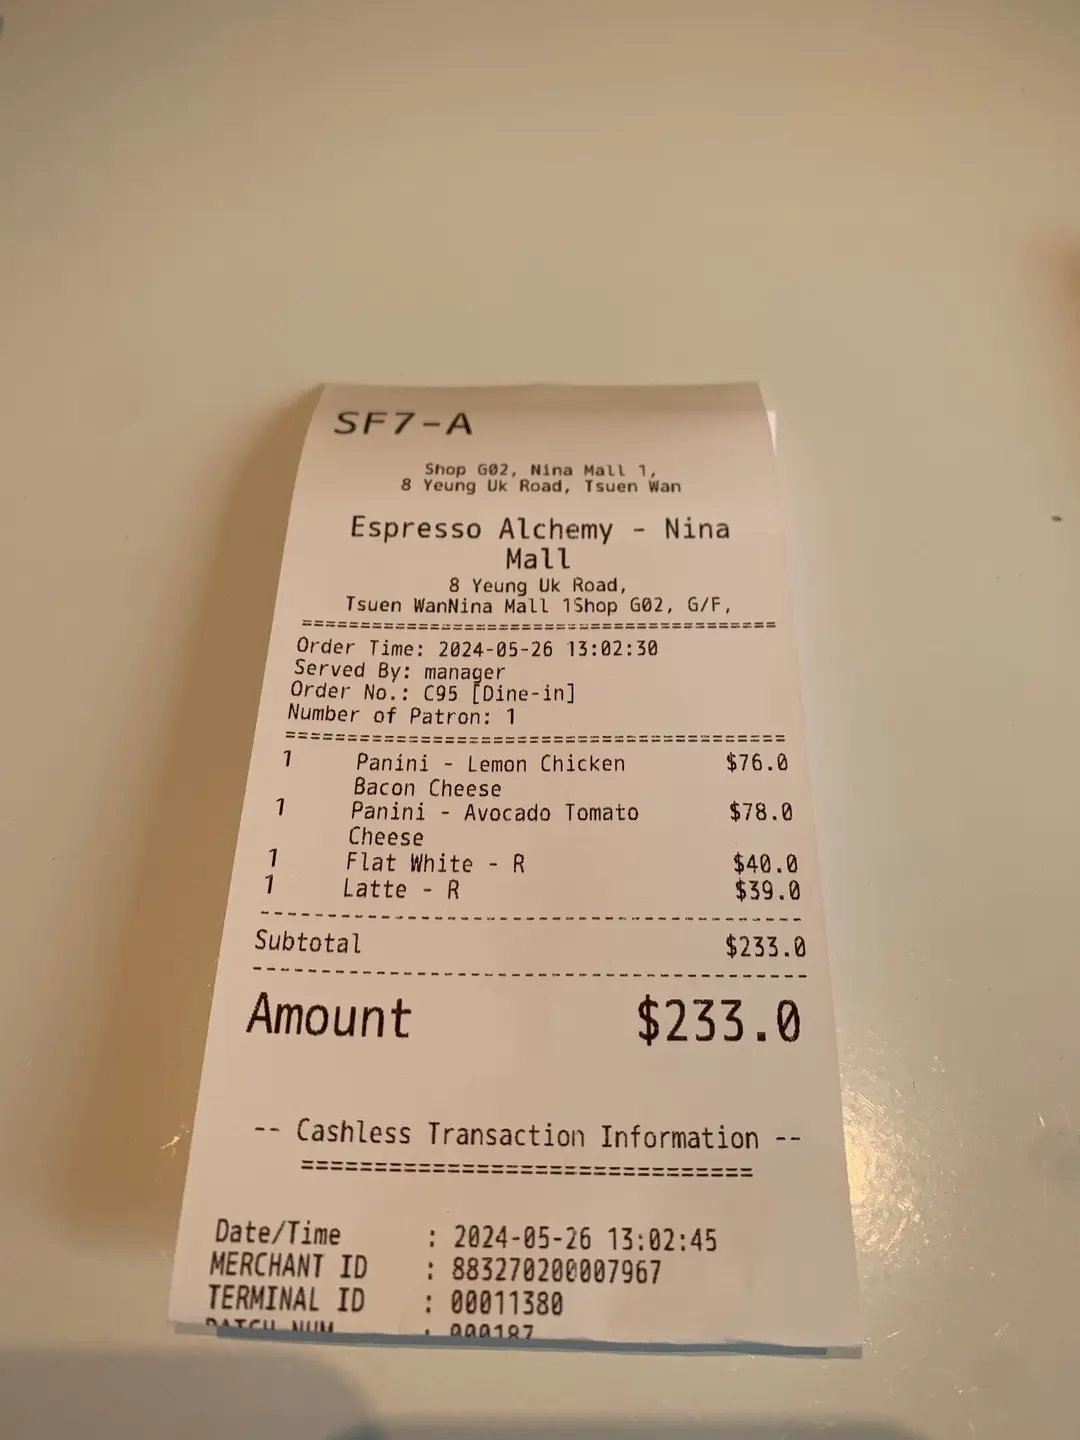 SF7-A
Shop G02, Nina Mall 1,
8 Yeung Uk Road, Tsuen Wan
Espresso Alchemy - Nina
Mall
8 Yeung Uk Road,
Tsuen WanNina Mall 1Shop G02, G/F,
========================================
Order Time: 2024-05-26 13:02:30
Served By: manager
Order No.: C95 [Dine-in]
Number of Patron: 1
========================================
1 Panini - Lemon Chicken $76.0
Bacon Cheese
1 Panini - Avocado Tomato $78.0
Cheese
1 Flat White - R $40.0
1 Latte - R $39.0
----------------------------------------
Subtotal $233.0
----------------------------------------
Amount $233.0
-- Cashless Transaction Information --
==============================
Date/Time : 2024-05-26 13:02:45
MERCHANT ID : 883270200007967
TERMINAL ID : 00011380
BATCH NUM : 000187